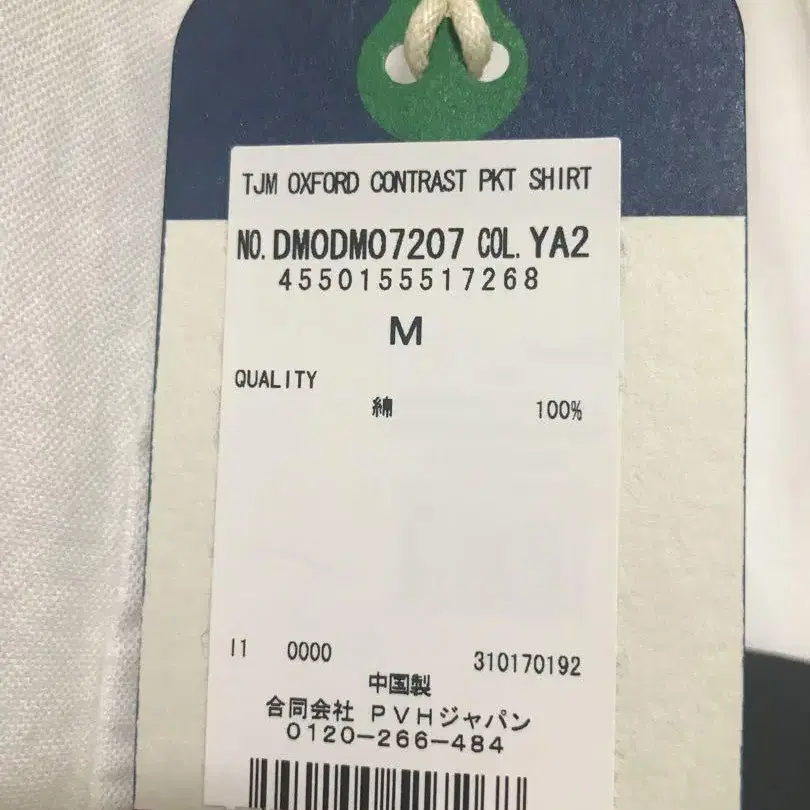 TJM OXFORD CONTRAST PKT SHIRT
NO. DM0DM07207 COL. YA2
4550155517268
M
QUALITY
綿 100%
I1 0000 310170192
中国製
合同会社 PVHジャパン
0120-266-484